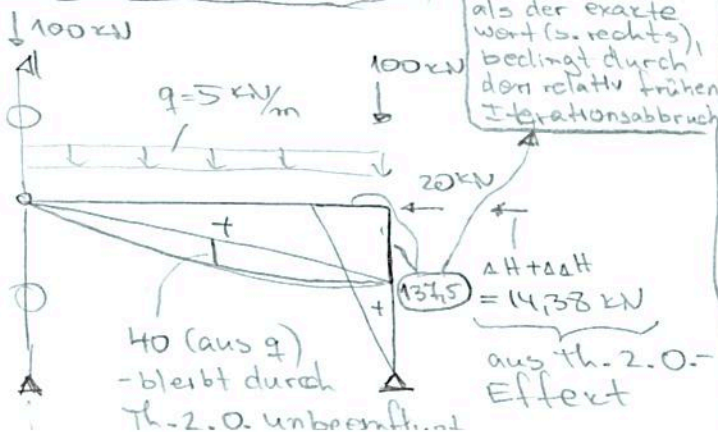 als der exakte
wert (s. rechts),
bedingt durch
den relativ frühen
Iterationsabbruch
100 kN
100 kN
q=5 kN/m
20 kN
+
+
137,5
ΔH + ΔΔH
= 14,38 kN
aus Th. 2. O.-
Effekt
40 (aus q)
- bleibt durch
Th. 2. O. unbeeinflusst